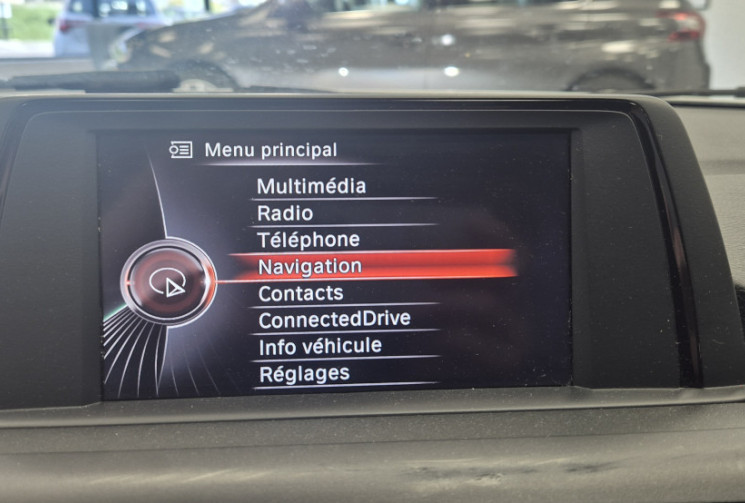 Menu principal
Multimédia
Radio
Téléphone
Navigation
Contacts
ConnectedDrive
Info véhicule
Réglages